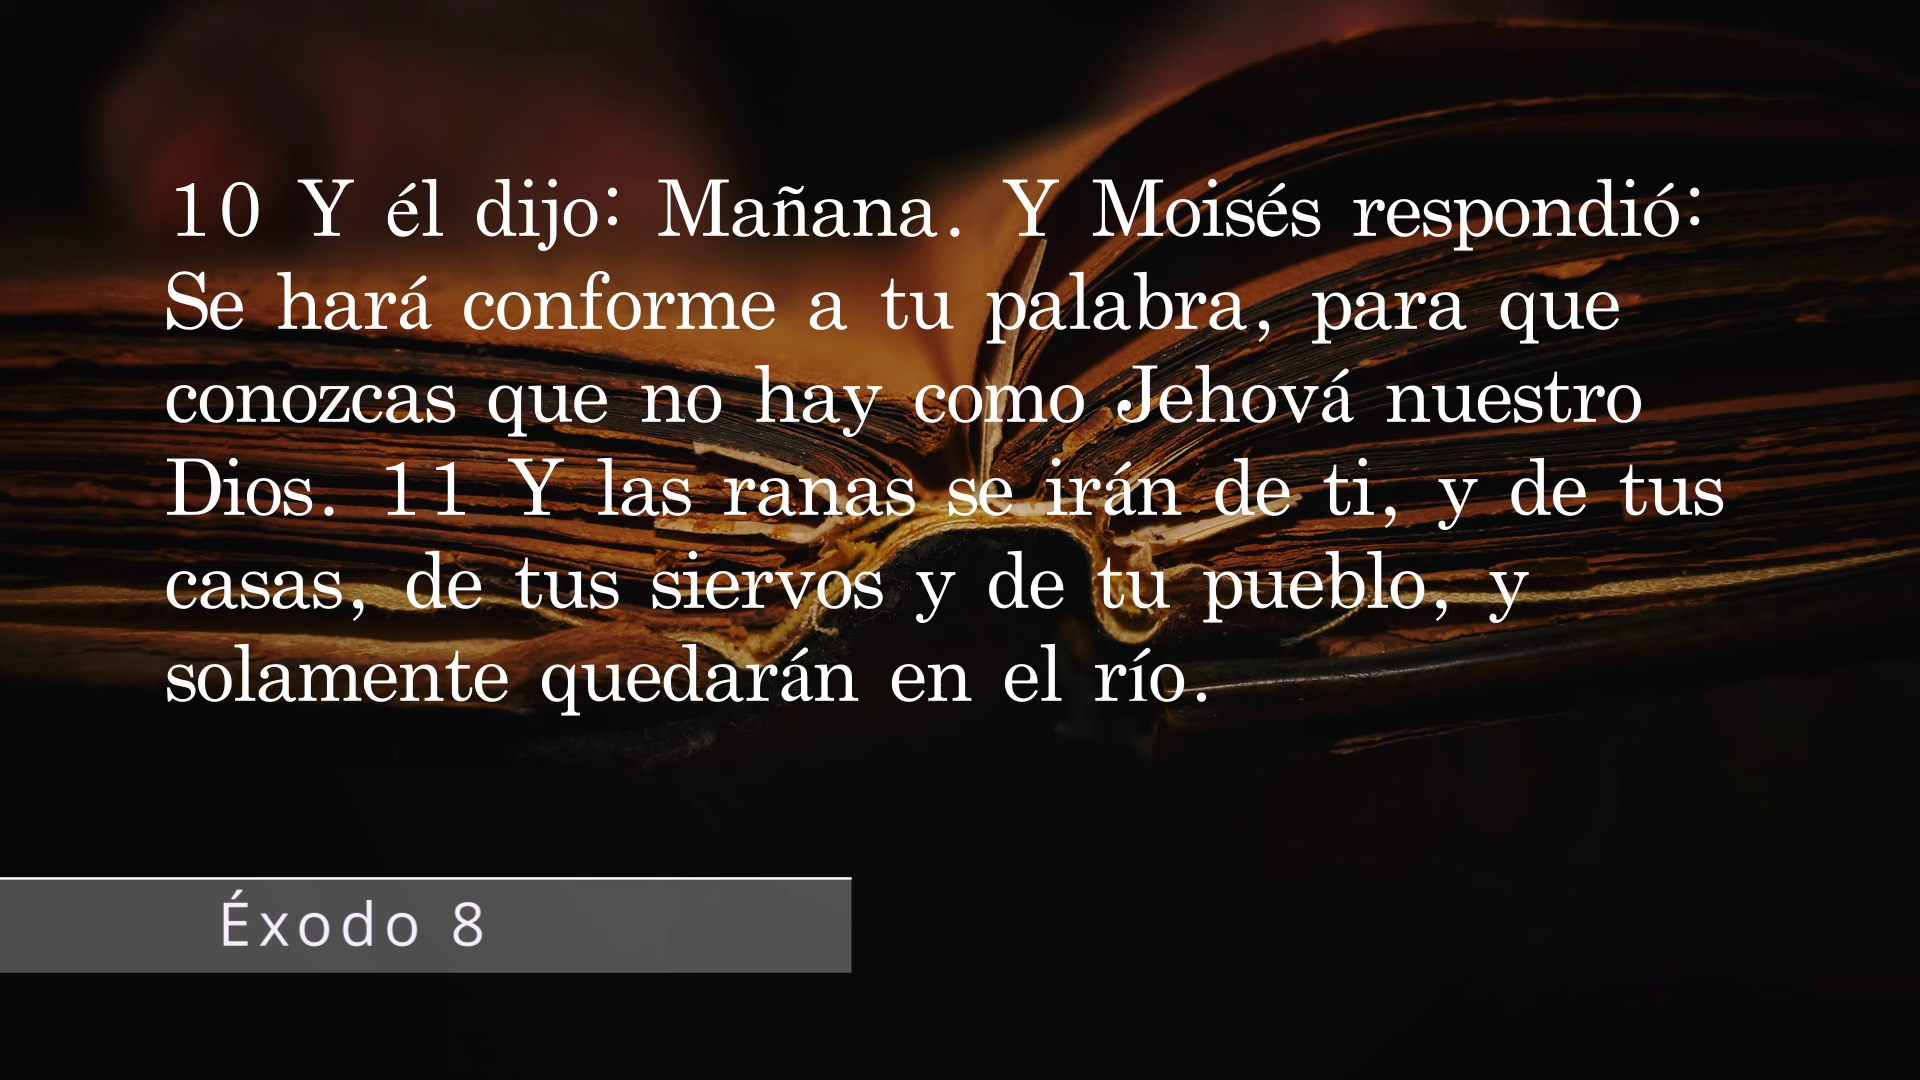 10 Y él dijo: Mañana. Y Moisés respondió:
Se hará conforme a tu palabra, para que
conozcas que no hay como Jehová nuestro
Dios. 11 Y las ranas se irán de ti, y de tus
casas, de tus siervos y de tu pueblo, y
solamente quedarán en el río.
Éxodo 8